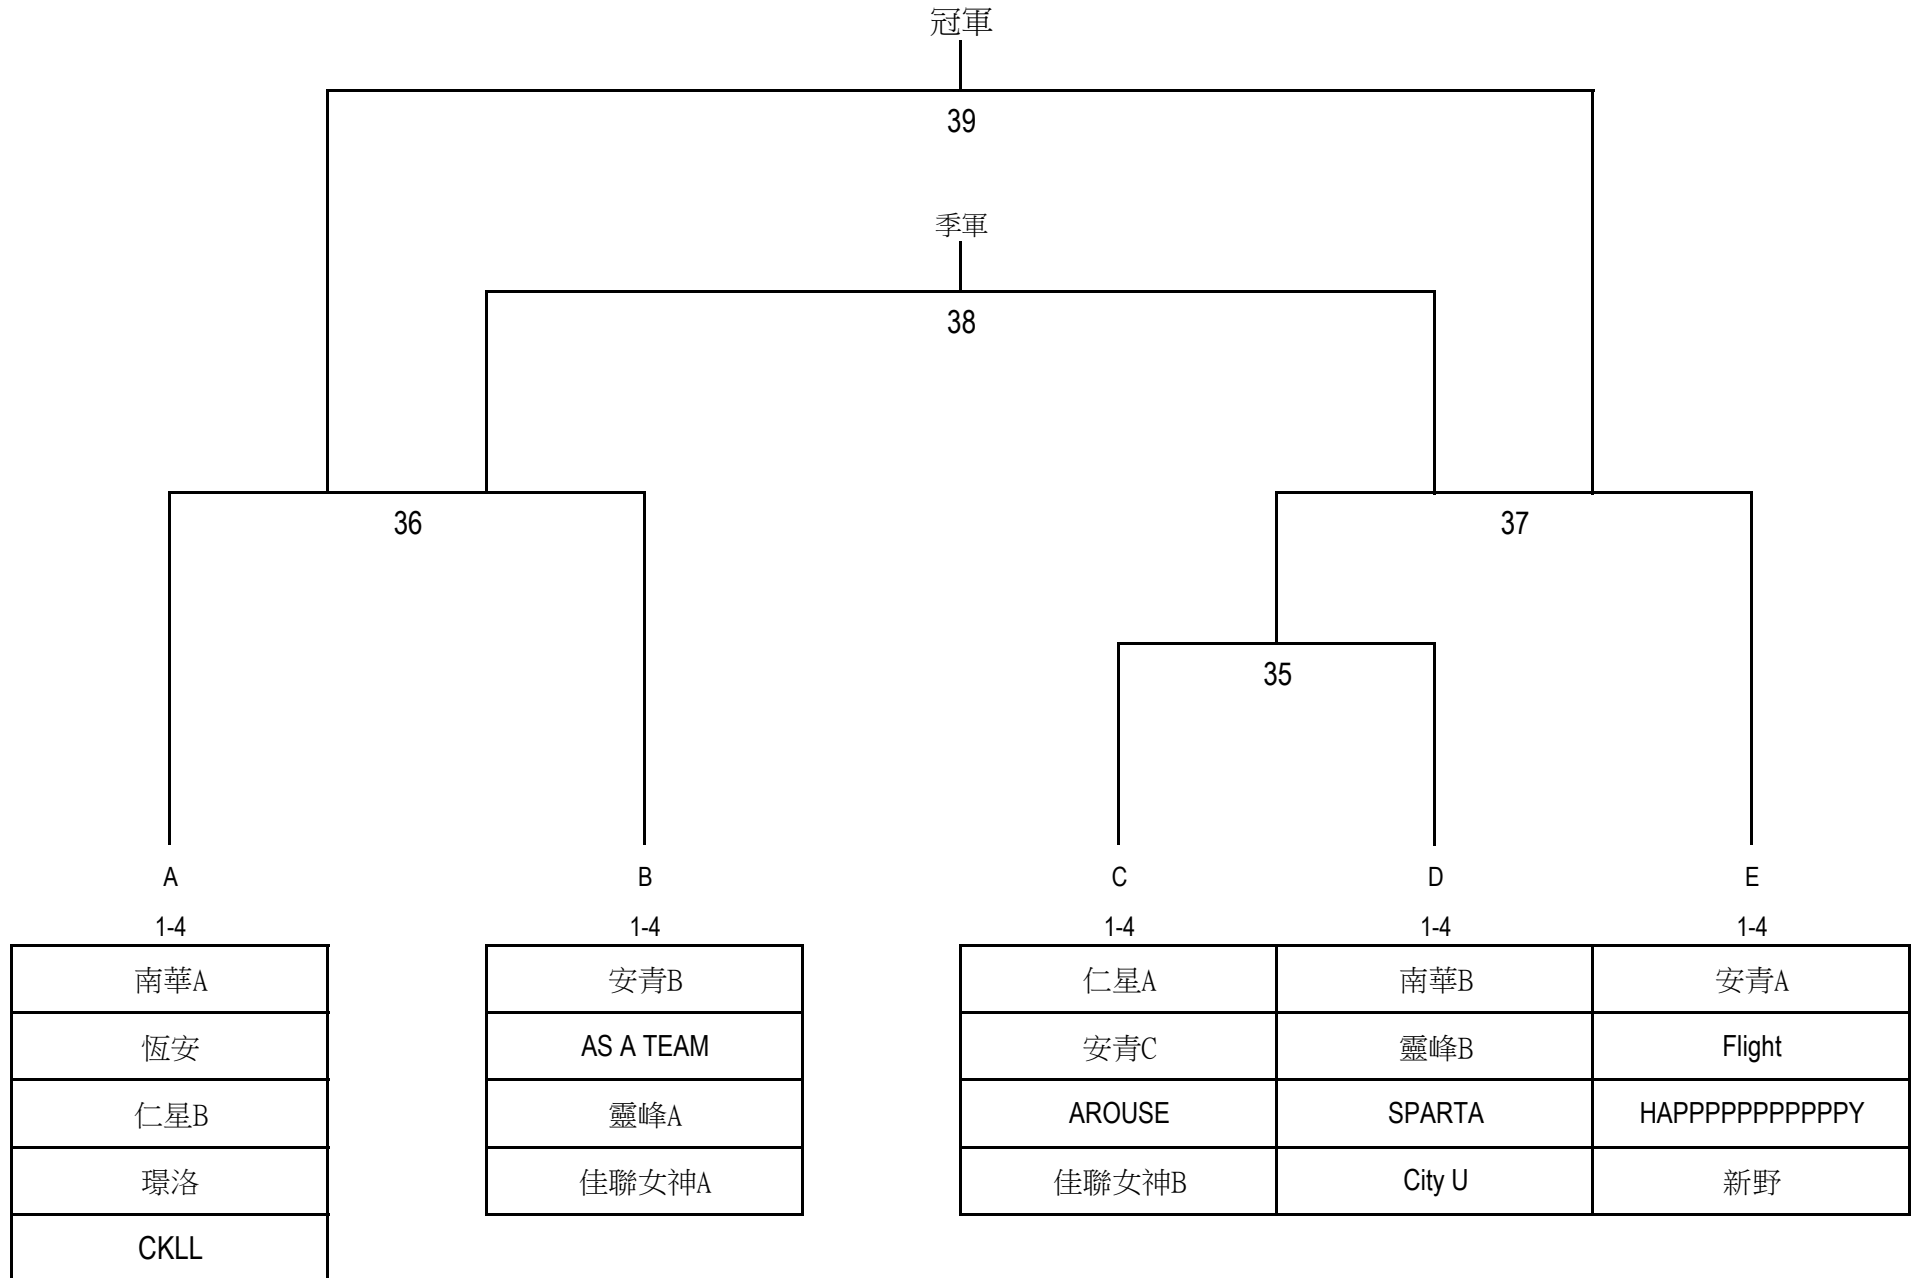 冠軍
39
季軍
38
36
37
35
A B C D E
1-4 1-4 1-4 1-4 1-4
南華A 安青B 仁星A 南華B 安青A
恆安 AS A TEAM 安青C 靈峰B Flight
仁星B 靈峰A AROUSE SPARTA HAPPPPPPPPPPPY
璟洛 佳聯女神A 佳聯女神B City U 新野
CKLL